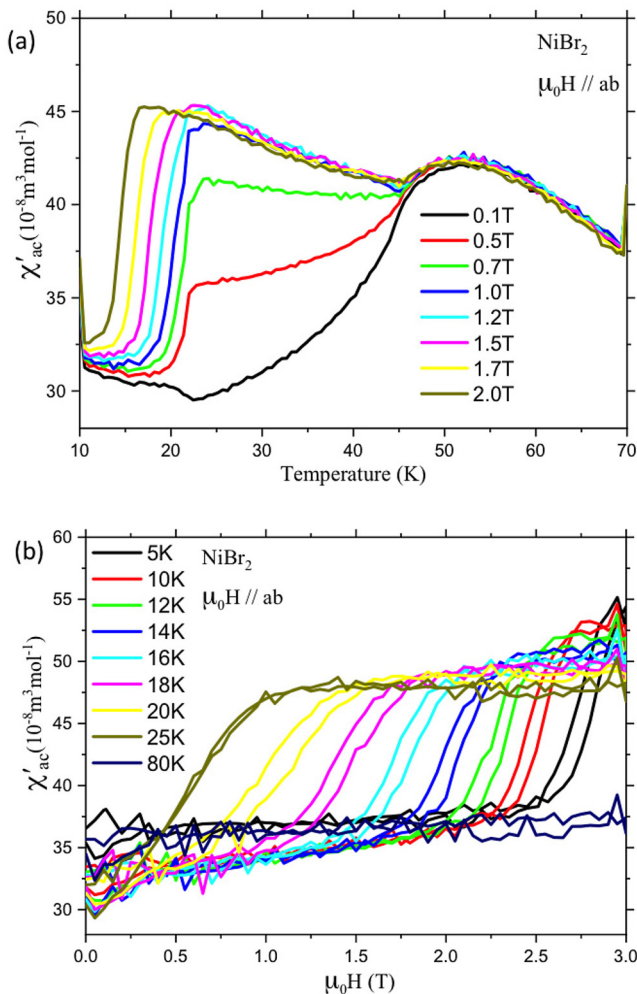 (a)
NiBr₂
μ₀H // ab
χ'ac(10⁻⁸m³mol⁻¹)
50
45
40
35
30
0.1T
0.5T
0.7T
1.0T
1.2T
1.5T
1.7T
2.0T
10 20 30 40 50 60 70
Temperature (K)
(b)
NiBr₂
μ₀H // ab
χ'ac(10⁻⁸m³mol⁻¹)
60
55
50
45
40
35
30
5K
10K
12K
14K
16K
18K
20K
25K
80K
0.0 0.5 1.0 1.5 2.0 2.5 3.0
μ₀H (T)